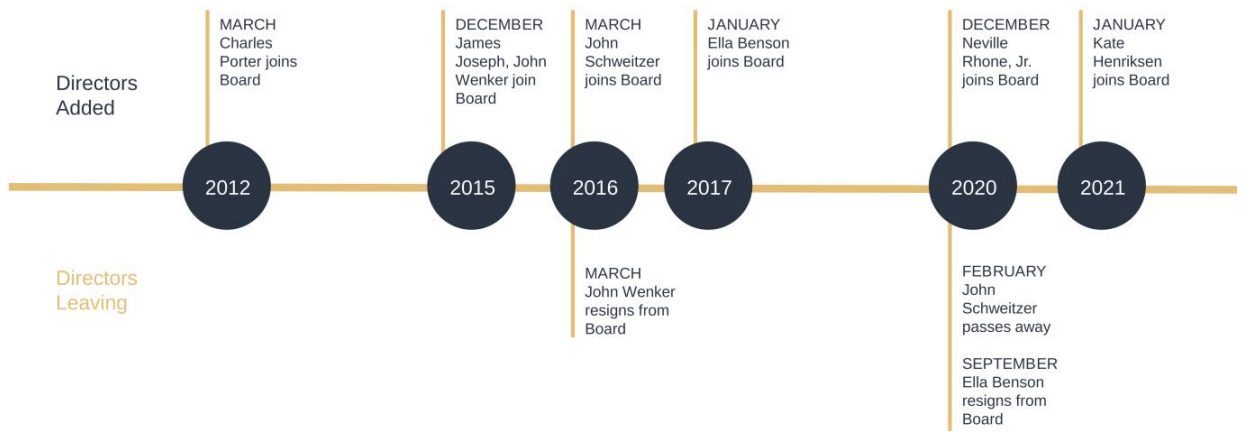 MARCH
Charles
Porter joins
Board
DECEMBER
James
Joseph, John
Wenker join
Board
MARCH
John
Schweitzer
joins Board
JANUARY
Ella Benson
joins Board
DECEMBER
Neville
Rhone, Jr.
joins Board
JANUARY
Kate
Henriksen
joins Board
Directors
Added
2012
2015
2016
2017
2020
2021
Directors
Leaving
MARCH
John Wenker
resigns from
Board
FEBRUARY
John
Schweitzer
passes away
SEPTEMBER
Ella Benson
resigns from
Board